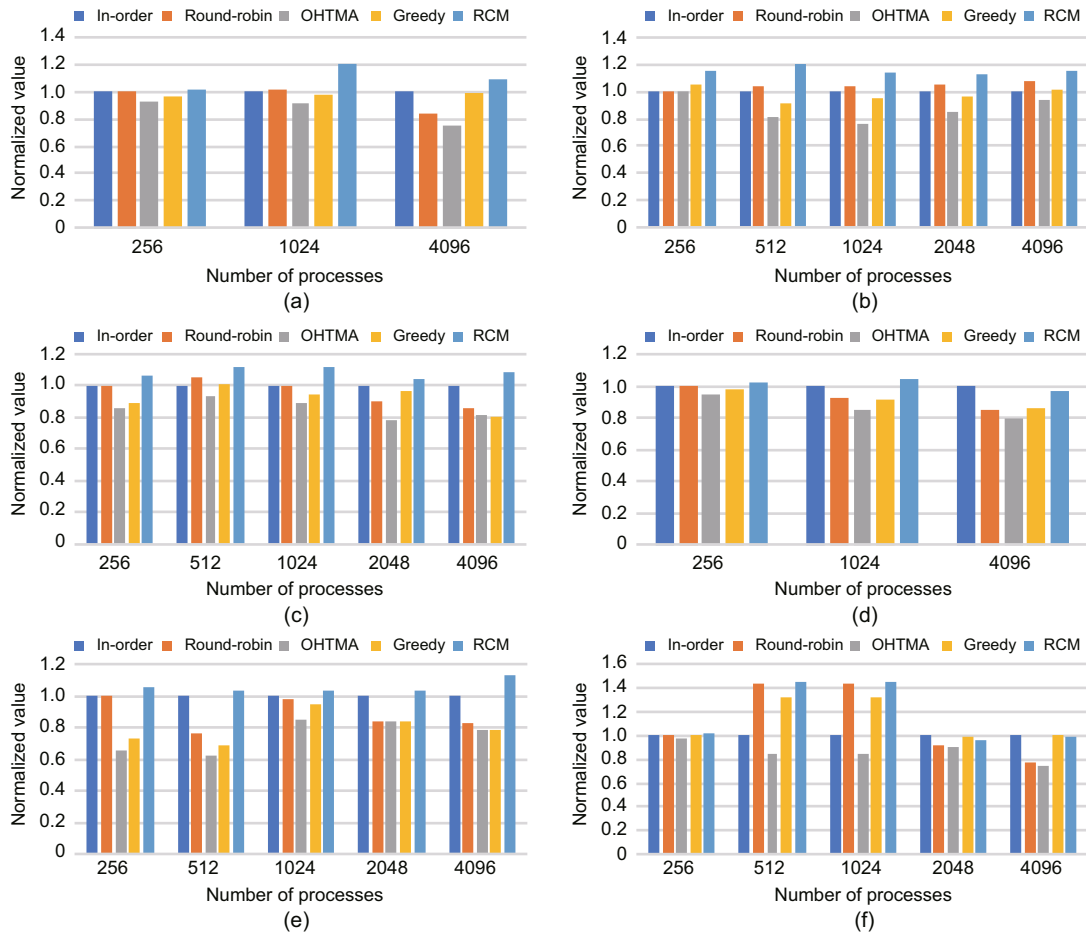 In-order Round-robin OHTMA Greedy RCM
1.4
1.2
1.0
0.8
0.6
0.4
0.2
0
Normalized value
256 1024 4096
Number of processes
(a)
In-order Round-robin OHTMA Greedy RCM
1.4
1.2
1.0
0.8
0.6
0.4
0.2
0
Normalized value
256 512 1024 2048 4096
Number of processes
(b)
In-order Round-robin OHTMA Greedy RCM
1.2
1.0
0.8
0.6
0.4
0.2
0
Normalized value
256 512 1024 2048 4096
Number of processes
(c)
In-order Round-robin OHTMA Greedy RCM
1.2
1.0
0.8
0.6
0.4
0.2
0
Normalized value
256 1024 4096
Number of processes
(d)
In-order Round-robin OHTMA Greedy RCM
1.2
1.0
0.8
0.6
0.4
0.2
0
Normalized value
256 512 1024 2048 4096
Number of processes
(e)
In-order Round-robin OHTMA Greedy RCM
1.6
1.4
1.2
1.0
0.8
0.6
0.4
0.2
0
Normalized value
256 512 1024 2048 4096
Number of processes
(f)